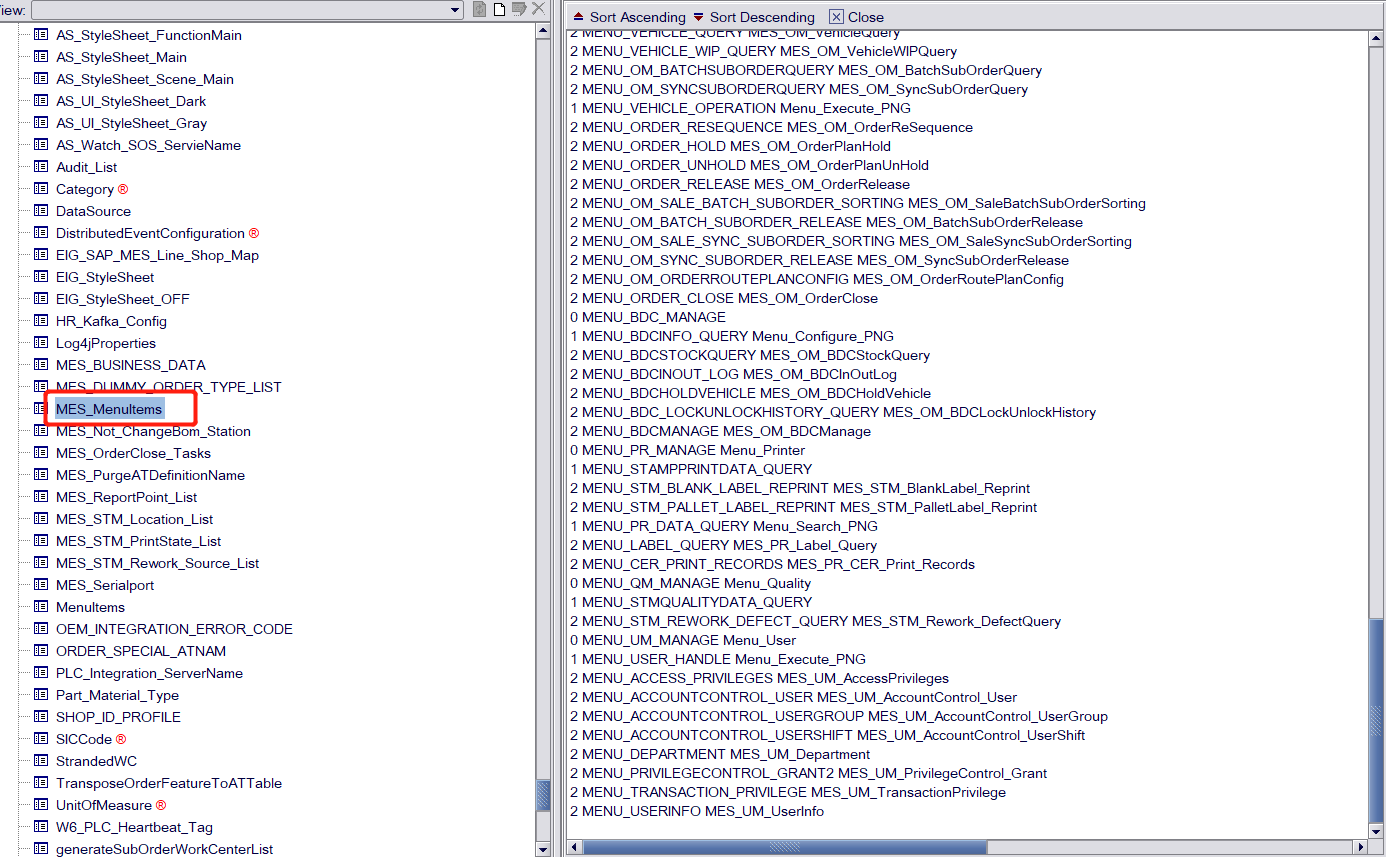 View:
AS_StyleSheet_FunctionMain
AS_StyleSheet_Main
AS_StyleSheet_Scene_Main
AS_UI_StyleSheet_Dark
AS_UI_StyleSheet_Gray
AS_Watch_SOS_ServieName
Audit_List
Category ®
DataSource
DistributedEventConfiguration ®
EIG_SAP_MES_Line_Shop_Map
EIG_StyleSheet
EIG_StyleSheet_OFF
HR_Kafka_Config
Log4jProperties
MES_BUSINESS_DATA
MES_DUMMY_ORDER_TYPE_LIST
MES_MenuItems
MES_Not_ChangeBom_Station
MES_OrderClose_Tasks
MES_PurgeATDefinitionName
MES_ReportPoint_List
MES_STM_Location_List
MES_STM_PrintState_List
MES_STM_Rework_Source_List
MES_Serialport
MenuItems
OEM_INTEGRATION_ERROR_CODE
ORDER_SPECIAL_ATNAM
PLC_Integration_ServerName
Part_Material_Type
SHOP_ID_PROFILE
SICCode ®
StrandedWC
TransposeOrderFeatureToATTable
UnitOfMeasure ®
W6_PLC_Heartbeat_Tag
generateSubOrderWorkCenterList
Sort Ascending Sort Descending Close
2 MENU_VEHICLE_QUERY MES_OM_VehicleQuery
2 MENU_VEHICLE_WIP_QUERY MES_OM_VehicleWIPQuery
2 MENU_OM_BATCHSUBORDERQUERY MES_OM_BatchSubOrderQuery
2 MENU_OM_SYNCSUBORDERQUERY MES_OM_SyncSubOrderQuery
1 MENU_VEHICLE_OPERATION Menu_Execute_PNG
2 MENU_ORDER_RESEQUENCE MES_OM_OrderReSequence
2 MENU_ORDER_HOLD MES_OM_OrderPlanHold
2 MENU_ORDER_UNHOLD MES_OM_OrderPlanUnHold
2 MENU_ORDER_RELEASE MES_OM_OrderRelease
2 MENU_OM_SALE_BATCH_SUBORDER_SORTING MES_OM_SaleBatchSubOrderSorting
2 MENU_OM_BATCH_SUBORDER_RELEASE MES_OM_BatchSubOrderRelease
2 MENU_OM_SALE_SYNC_SUBORDER_SORTING MES_OM_SaleSyncSubOrderSorting
2 MENU_OM_SYNC_SUBORDER_RELEASE MES_OM_SyncSubOrderRelease
2 MENU_OM_ORDERROUTEPLANCONFIG MES_OM_OrderRoutePlanConfig
2 MENU_ORDER_CLOSE MES_OM_OrderClose
0 MENU_BDC_MANAGE
1 MENU_BDCINFO_QUERY Menu_Configure_PNG
2 MENU_BDCSTOCKQUERY MES_OM_BDCStockQuery
2 MENU_BDCINOUT_LOG MES_OM_BDCInOutLog
2 MENU_BDCHOLDVEHICLE MES_OM_BDCHoldVehicle
2 MENU_BDC_LOCKUNLOCKHISTORY_QUERY MES_OM_BDCLockUnlockHistory
2 MENU_BDCMANAGE MES_OM_BDCManage
0 MENU_PR_MANAGE Menu_Printer
1 MENU_STAMPPRINTDATA_QUERY
2 MENU_STM_BLANK_LABEL_REPRINT MES_STM_BlankLabel_Reprint
2 MENU_STM_PALLET_LABEL_REPRINT MES_STM_PalletLabel_Reprint
1 MENU_PR_DATA_QUERY Menu_Search_PNG
2 MENU_LABEL_QUERY MES_PR_Label_Query
2 MENU_CER_PRINT_RECORDS MES_PR_CER_Print_Records
0 MENU_QM_MANAGE Menu_Quality
1 MENU_STMQUALITYDATA_QUERY
2 MENU_STM_REWORK_DEFECT_QUERY MES_STM_Rework_DefectQuery
0 MENU_UM_MANAGE Menu_User
1 MENU_USER_HANDLE Menu_Execute_PNG
2 MENU_ACCESS_PRIVILEGES MES_UM_AccessPrivileges
2 MENU_ACCOUNTCONTROL_USER MES_UM_AccountControl_User
2 MENU_ACCOUNTCONTROL_USERGROUP MES_UM_AccountControl_UserGroup
2 MENU_ACCOUNTCONTROL_USERSHIFT MES_UM_AccountControl_UserShift
2 MENU_DEPARTMENT MES_UM_Department
2 MENU_PRIVILEGECONTROL_GRANT2 MES_UM_PrivilegeControl_Grant
2 MENU_TRANSACTION_PRIVILEGE MES_UM_TransactionPrivilege
2 MENU_USERINFO MES_UM_UserInfo